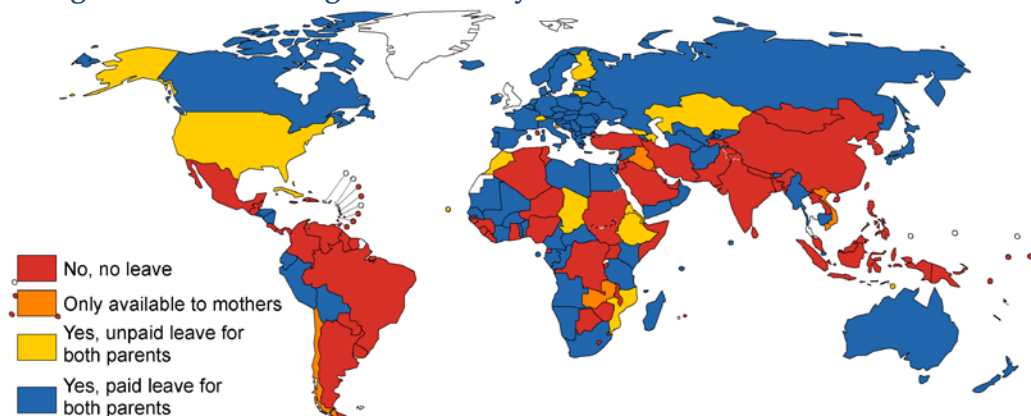 No, no leave
Only available to mothers
Yes, unpaid leave for
both parents
Yes, paid leave for
both parents